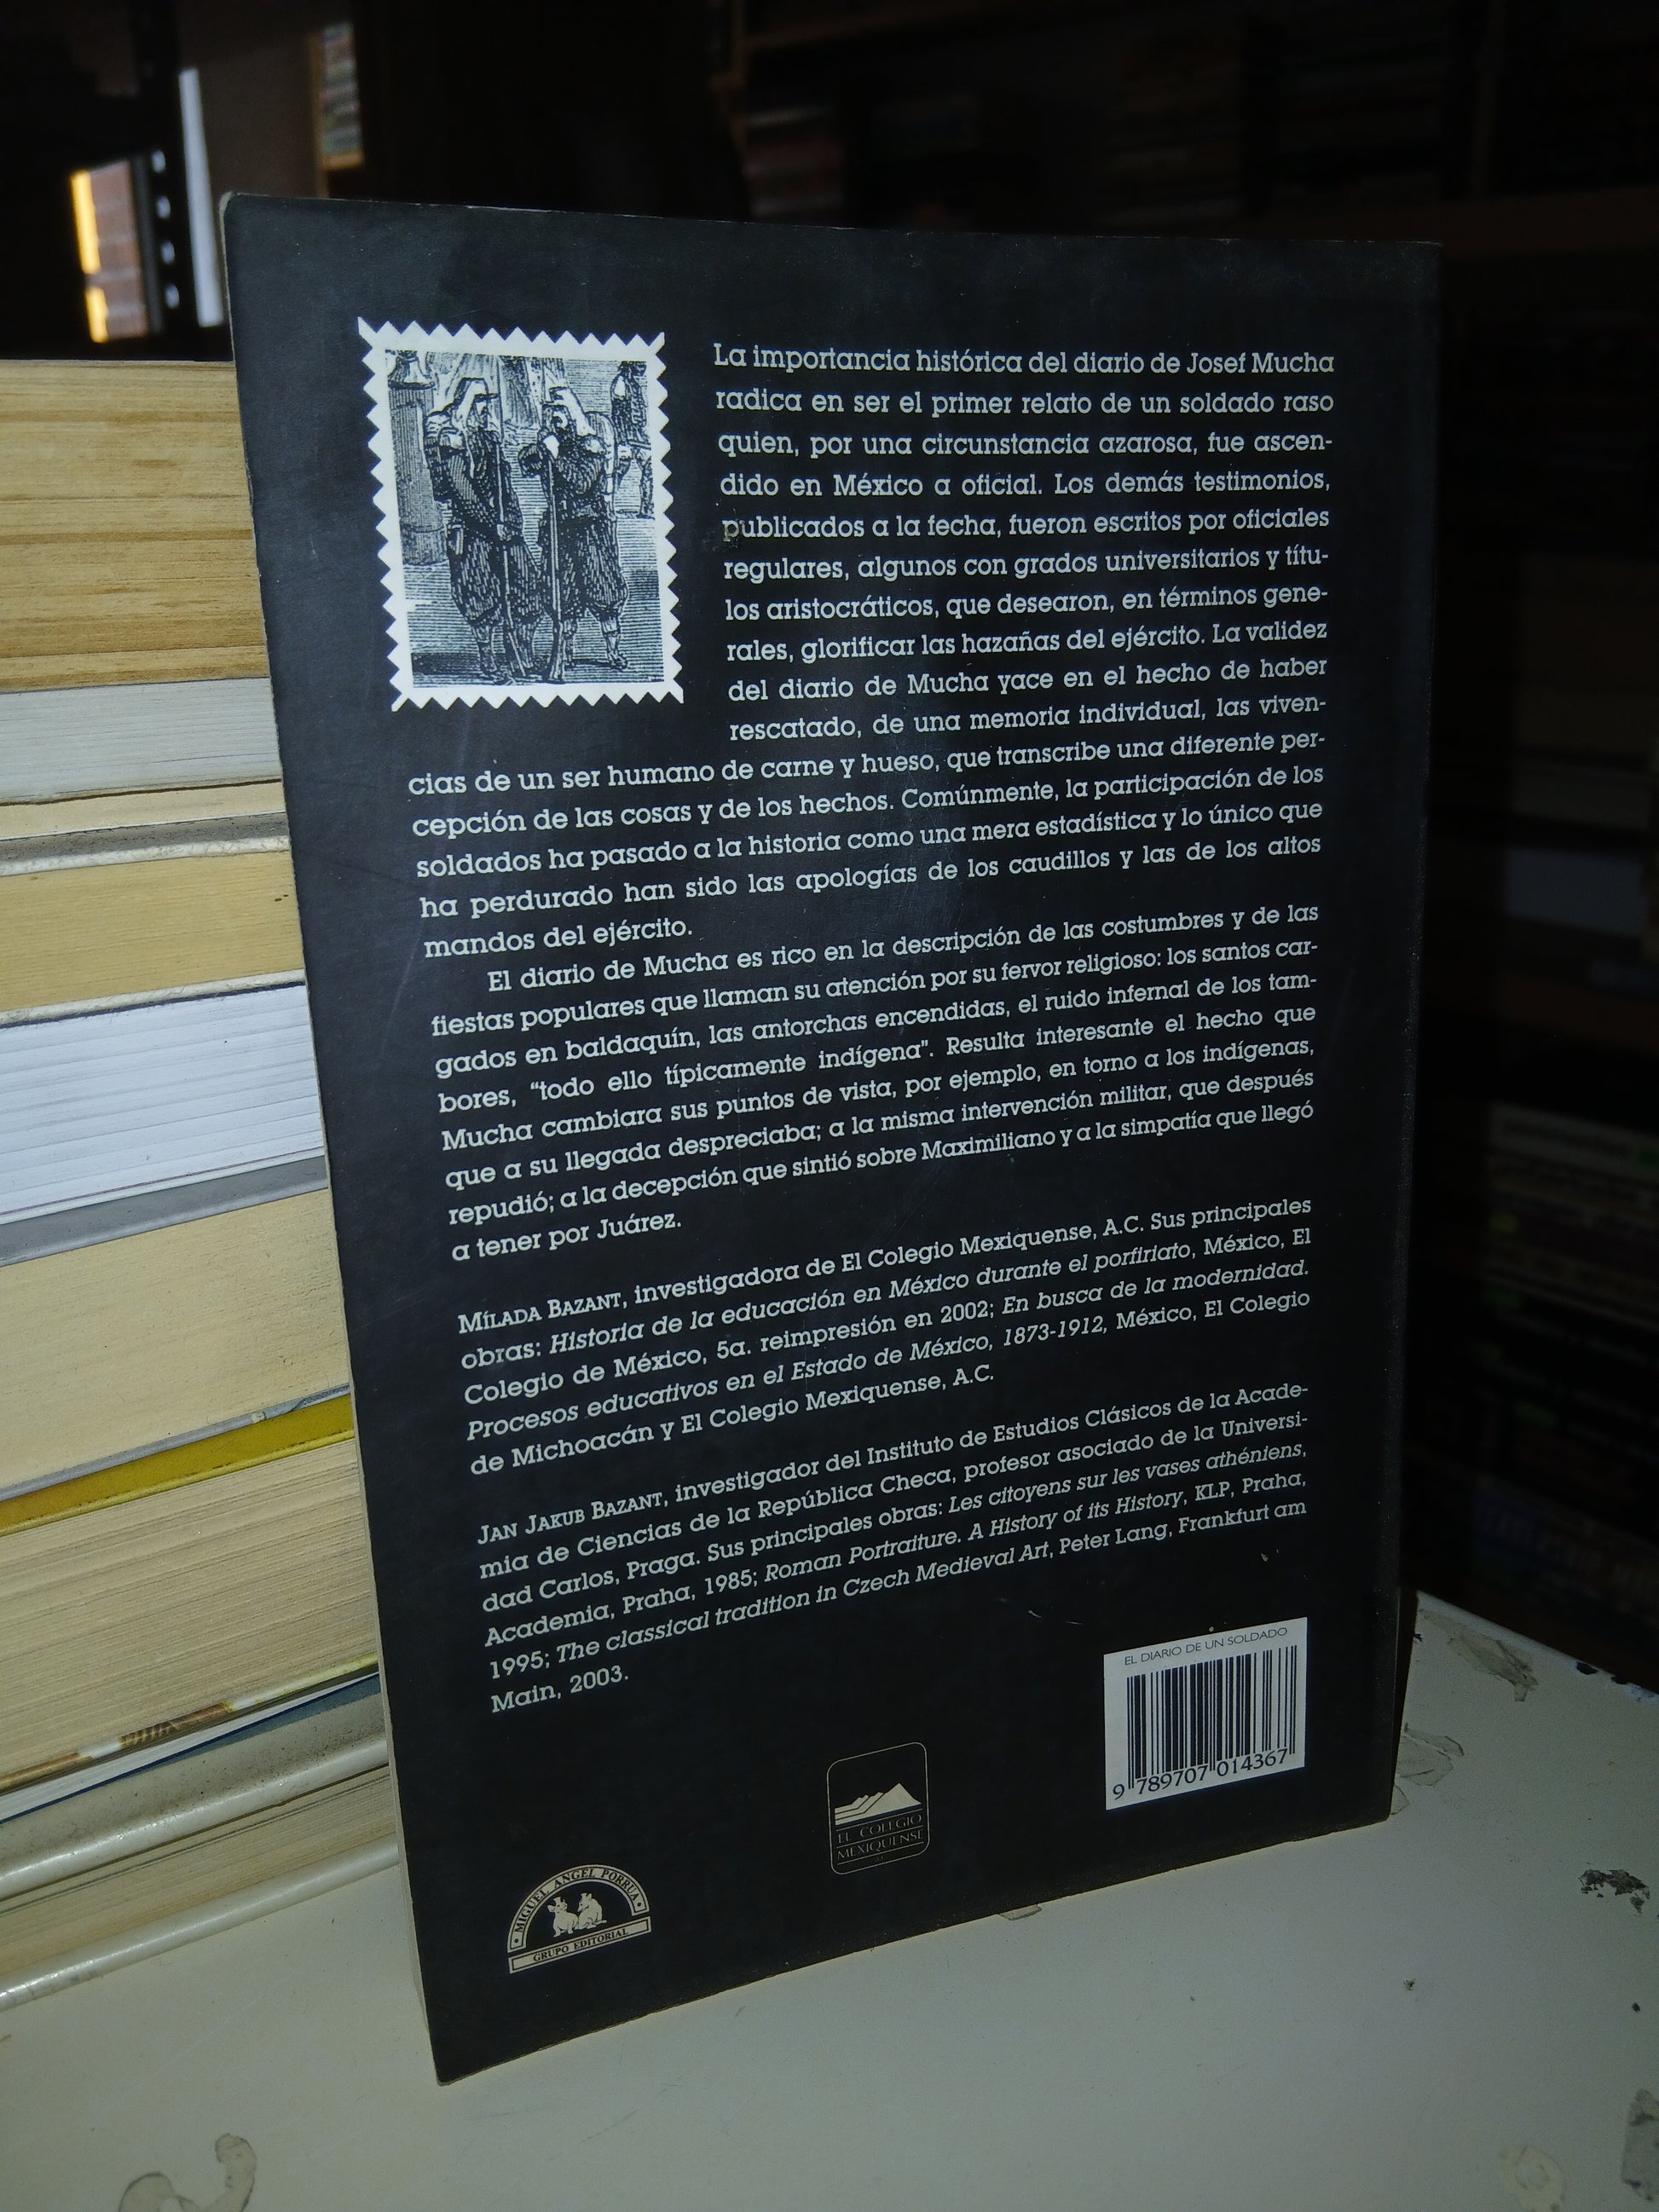 La importancia histórica del diario de Josef Mucha
radica en ser el primer relato de un soldado raso
quien, por una circunstancia azarosa, fue ascen-
dido en México a oficial. Los demás testimonios,
publicados a la fecha, fueron escritos por oficiales
regulares, algunos con grados universitarios y títu-
los aristocráticos, que desearon, en términos gene-
rales, glorificar las hazañas del ejército. La validez
del diario de Mucha yace en el hecho de haber
rescatado, de una memoria individual, las viven-
cias de un ser humano de carne y hueso, que transcribe una diferente per-
cepción de las cosas y de los hechos. Comúnmente, la participación de los
soldados ha pasado a la historia como una mera estadística y lo único que
ha perdurado han sido las apologías de los caudillos y las de los altos
mandos del ejército.
El diario de Mucha es rico en la descripción de las costumbres y de las
fiestas populares que llaman su atención por su fervor religioso: los santos car-
gados en baldaquín, las antorchas encendidas, el ruido infernal de los tam-
bores, “todo ello típicamente indígena”. Resulta interesante el hecho que
Mucha cambiara sus puntos de vista, por ejemplo, en torno a los indígenas,
que a su llegada despreciaba; a la misma intervención militar, que después
repudió; a la decepción que sintió sobre Maximiliano y a la simpatía que llegó
a tener por Juárez.
MÍLADA BAZANT, investigadora de El Colegio Mexiquense, A.C. Sus principales
obras: Historia de la educación en México durante el porfiriato, México, El
Colegio de México, 5a. reimpresión en 2002; En busca de la modernidad.
Procesos educativos en el Estado de México, 1873-1912, México, El Colegio
de Michoacán y El Colegio Mexiquense, A.C.
JAN JAKUB BAZANT, investigador del Instituto de Estudios Clásicos de la Acade-
mia de Ciencias de la República Checa, profesor asociado de la Universi-
dad Carlos, Praga. Sus principales obras: Les citoyens sur les vases athéniens,
Academia, Praha, 1985; Roman Portraiture. A History of its History, KLP, Praha,
1995; The classical tradition in Czech Medieval Art, Peter Lang, Frankfurt am
Main, 2003.
EL DIARIO DE UN SOLDADO
9 789707 014367
EL COLEGIO
MEXIQUENSE
MIGUEL ANGEL PORRUA
GRUPO EDITORIAL